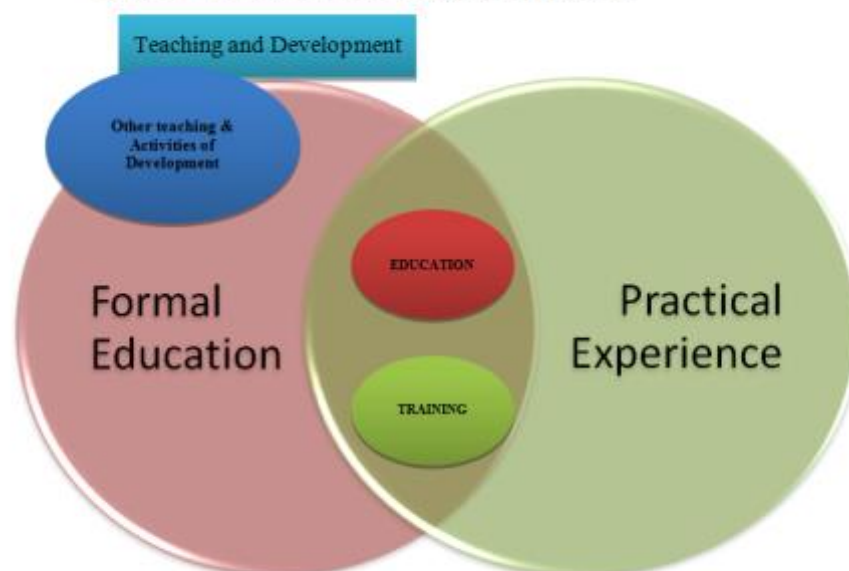 Teaching and Development
Other teaching &
Activities of
Development
EDUCATION
Formal
Education
Practical
Experience
TRAINING